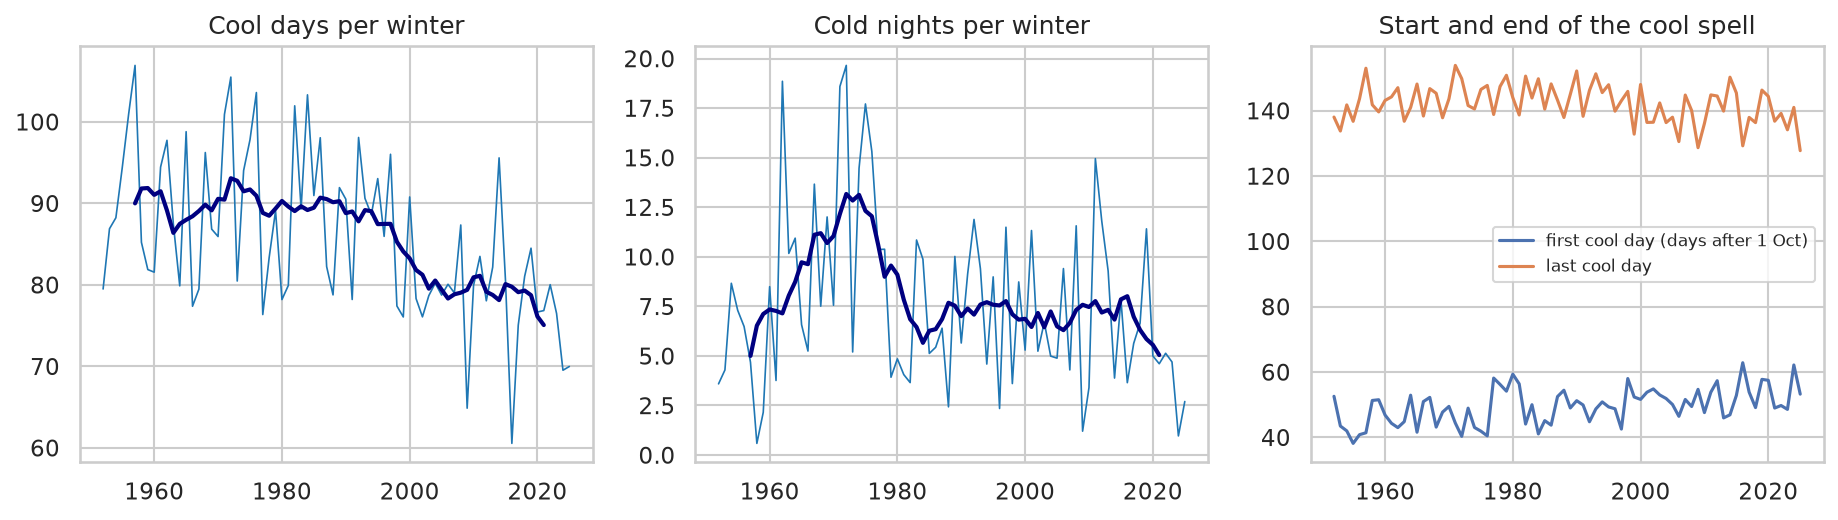 Cool days per winter
100
90
80
70
60
1960 1980 2000 2020
Cold nights per winter
20.0
17.5
15.0
12.5
10.0
7.5
5.0
2.5
0.0
1960 1980 2000 2020
Start and end of the cool spell
140
120
100
80
60
40
first cool day (days after 1 Oct)
last cool day
1960 1980 2000 2020